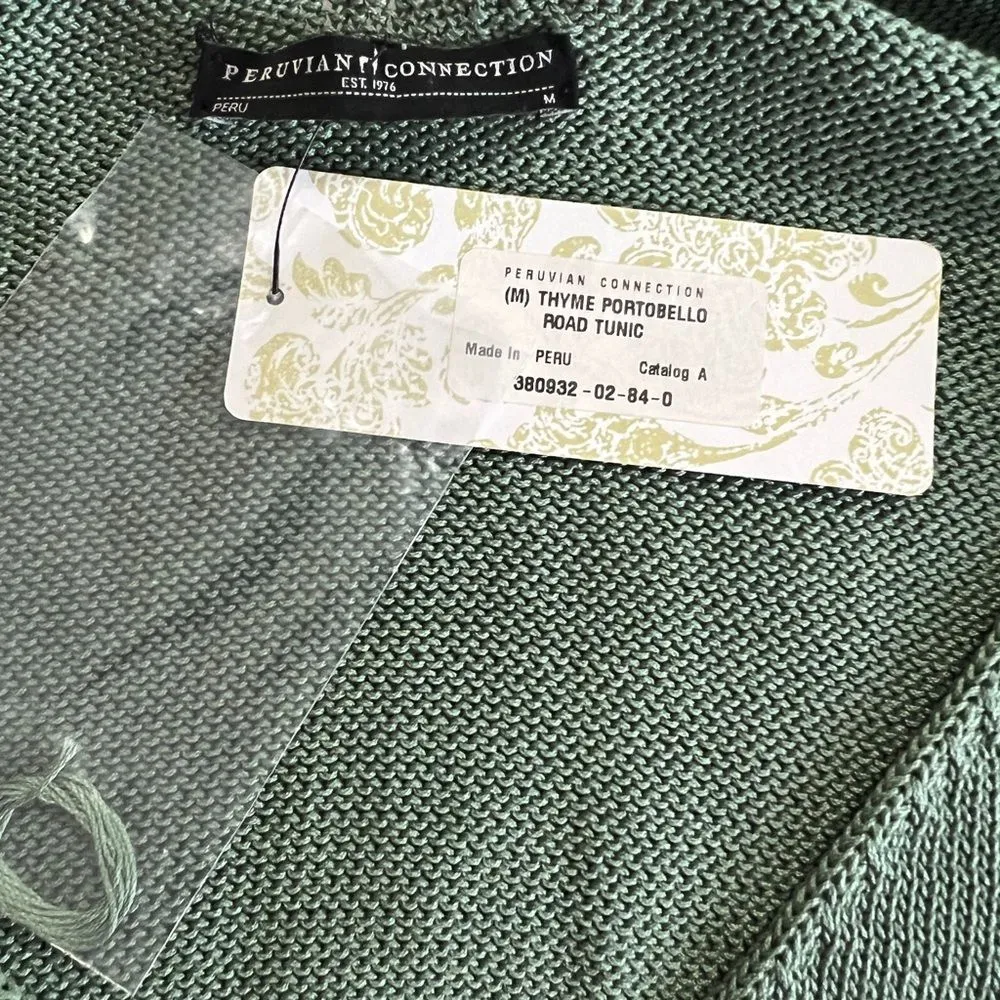 PERUVIAN CONNECTION
EST. 1976
PERU M
PERUVIAN CONNECTION
(M) THYME PORTOBELLO
ROAD TUNIC
Made In PERU Catalog A
380932-02-84-0